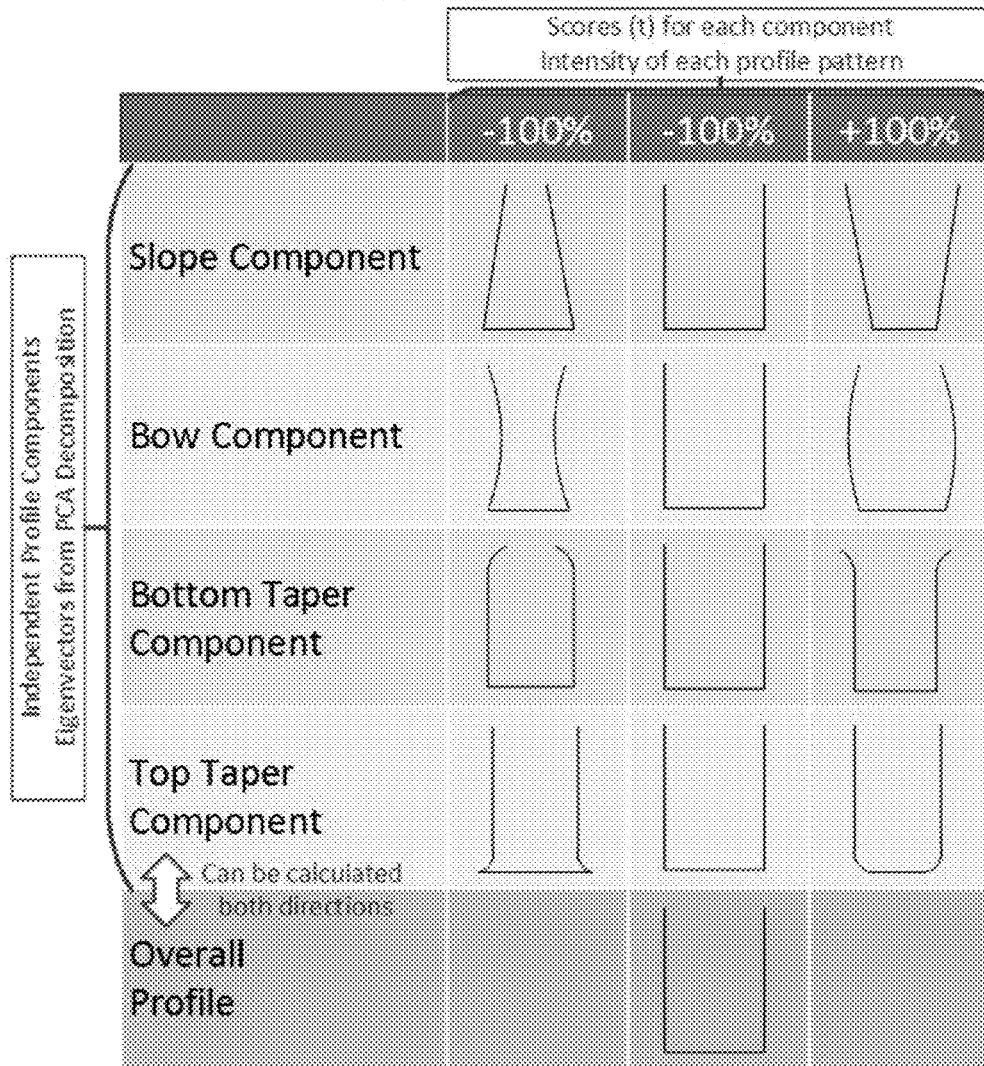 Scores (t) for each component
Intensity of each profile pattern
-100% -100% +100%
Independent Profile Components
Eigenvectors from PCA Decomposition
Slope Component
Bow Component
Bottom Taper
Component
Top Taper
Component
Can be calculated
both directions
Overall
Profile